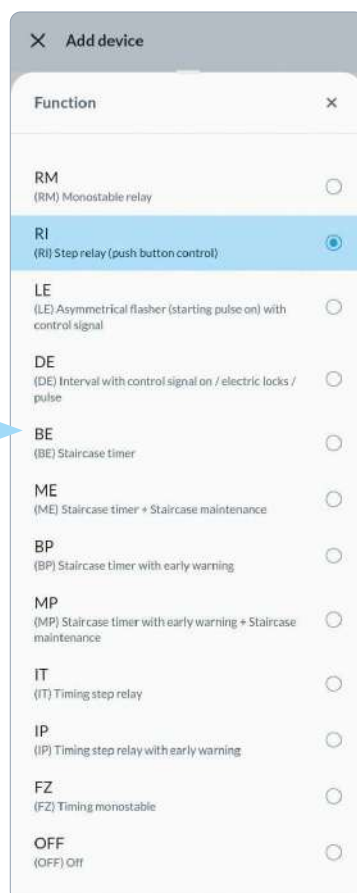 Add device
Function
RM
(RM) Monostable relay
RI
(RI) Step relay (push button control)
LE
(LE) Asymmetrical flasher (starting pulse on) with
control signal
DE
(DE) Interval with control signal on / electric locks /
pulse
BE
(BE) Staircase timer
ME
(ME) Staircase timer + Staircase maintenance
BP
(BP) Staircase timer with early warning
MP
(MP) Staircase timer with early warning + Staircase
maintenance
IT
(IT) Timing step relay
IP
(IP) Timing step relay with early warning
FZ
(FZ) Timing monostable
OFF
(OFF) Off